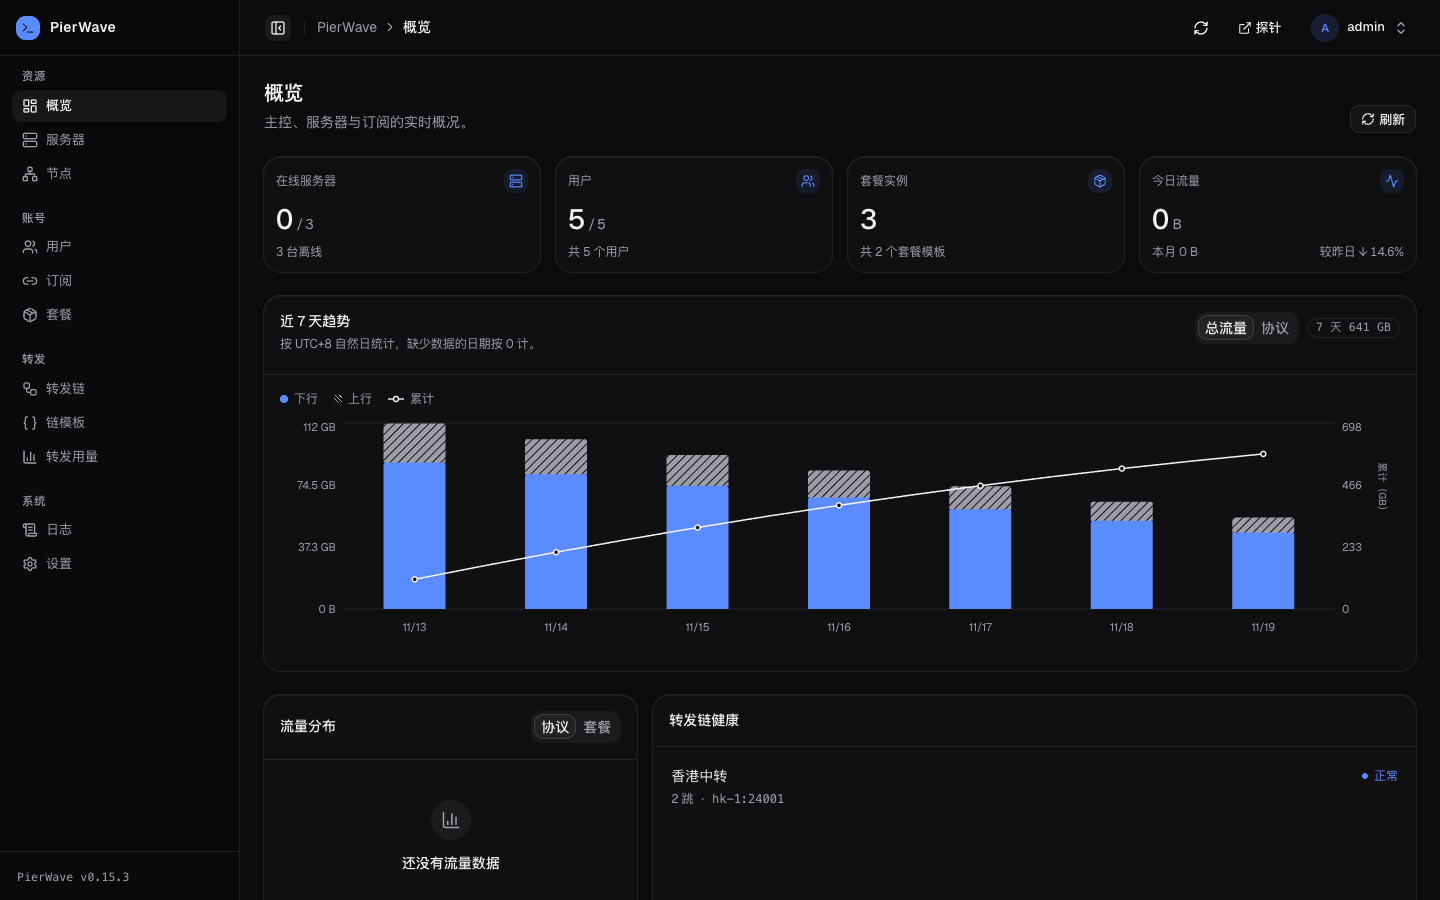 PierWave
PierWave > 概览
探针
A
admin
资源
概览
服务器
节点
账号
用户
订阅
套餐
转发
转发链
链模板
转发用量
系统
日志
设置
PierWave v0.15.3
概览
主控、服务器与订阅的实时概况。
刷新
在线服务器
0 / 3
3 台离线
用户
5 / 5
共 5 个用户
套餐实例
3
共 2 个套餐模板
今日流量
0 B
本月 0 B
较昨日 ↓ 14.6%
近 7 天趋势
按 UTC+8 自然日统计，缺少数据的日期按 0 计。
总流量 协议
7 天 641 GB
下行 上行 累计
112 GB
74.5 GB
37.3 GB
0 B
698
466
233
0
累计（GB）
11/13 11/14 11/15 11/16 11/17 11/18 11/19
流量分布
协议 套餐
还没有流量数据
转发链健康
香港中转
2 跳 · hk-1:24001
正常